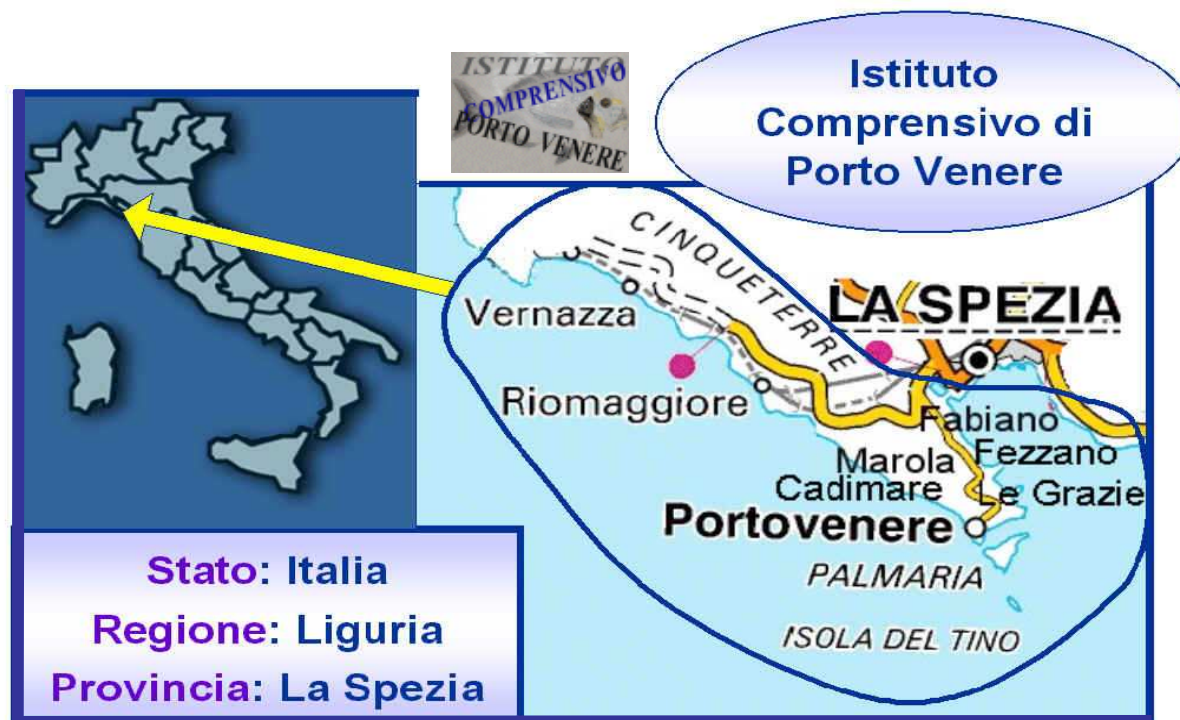 ISTITUTO
COMPRENSIVO
PORTO VENERE
Istituto
Comprensivo di
Porto Venere
CINQUETERRE
Vernazza
LA SPEZIA
Riomaggiore
Fabiano
Fezzano
Marola
Cadimare
Le Grazie
Portovenere
PALMARIA
ISOLA DEL TINO
Stato: Italia
Regione: Liguria
Provincia: La Spezia